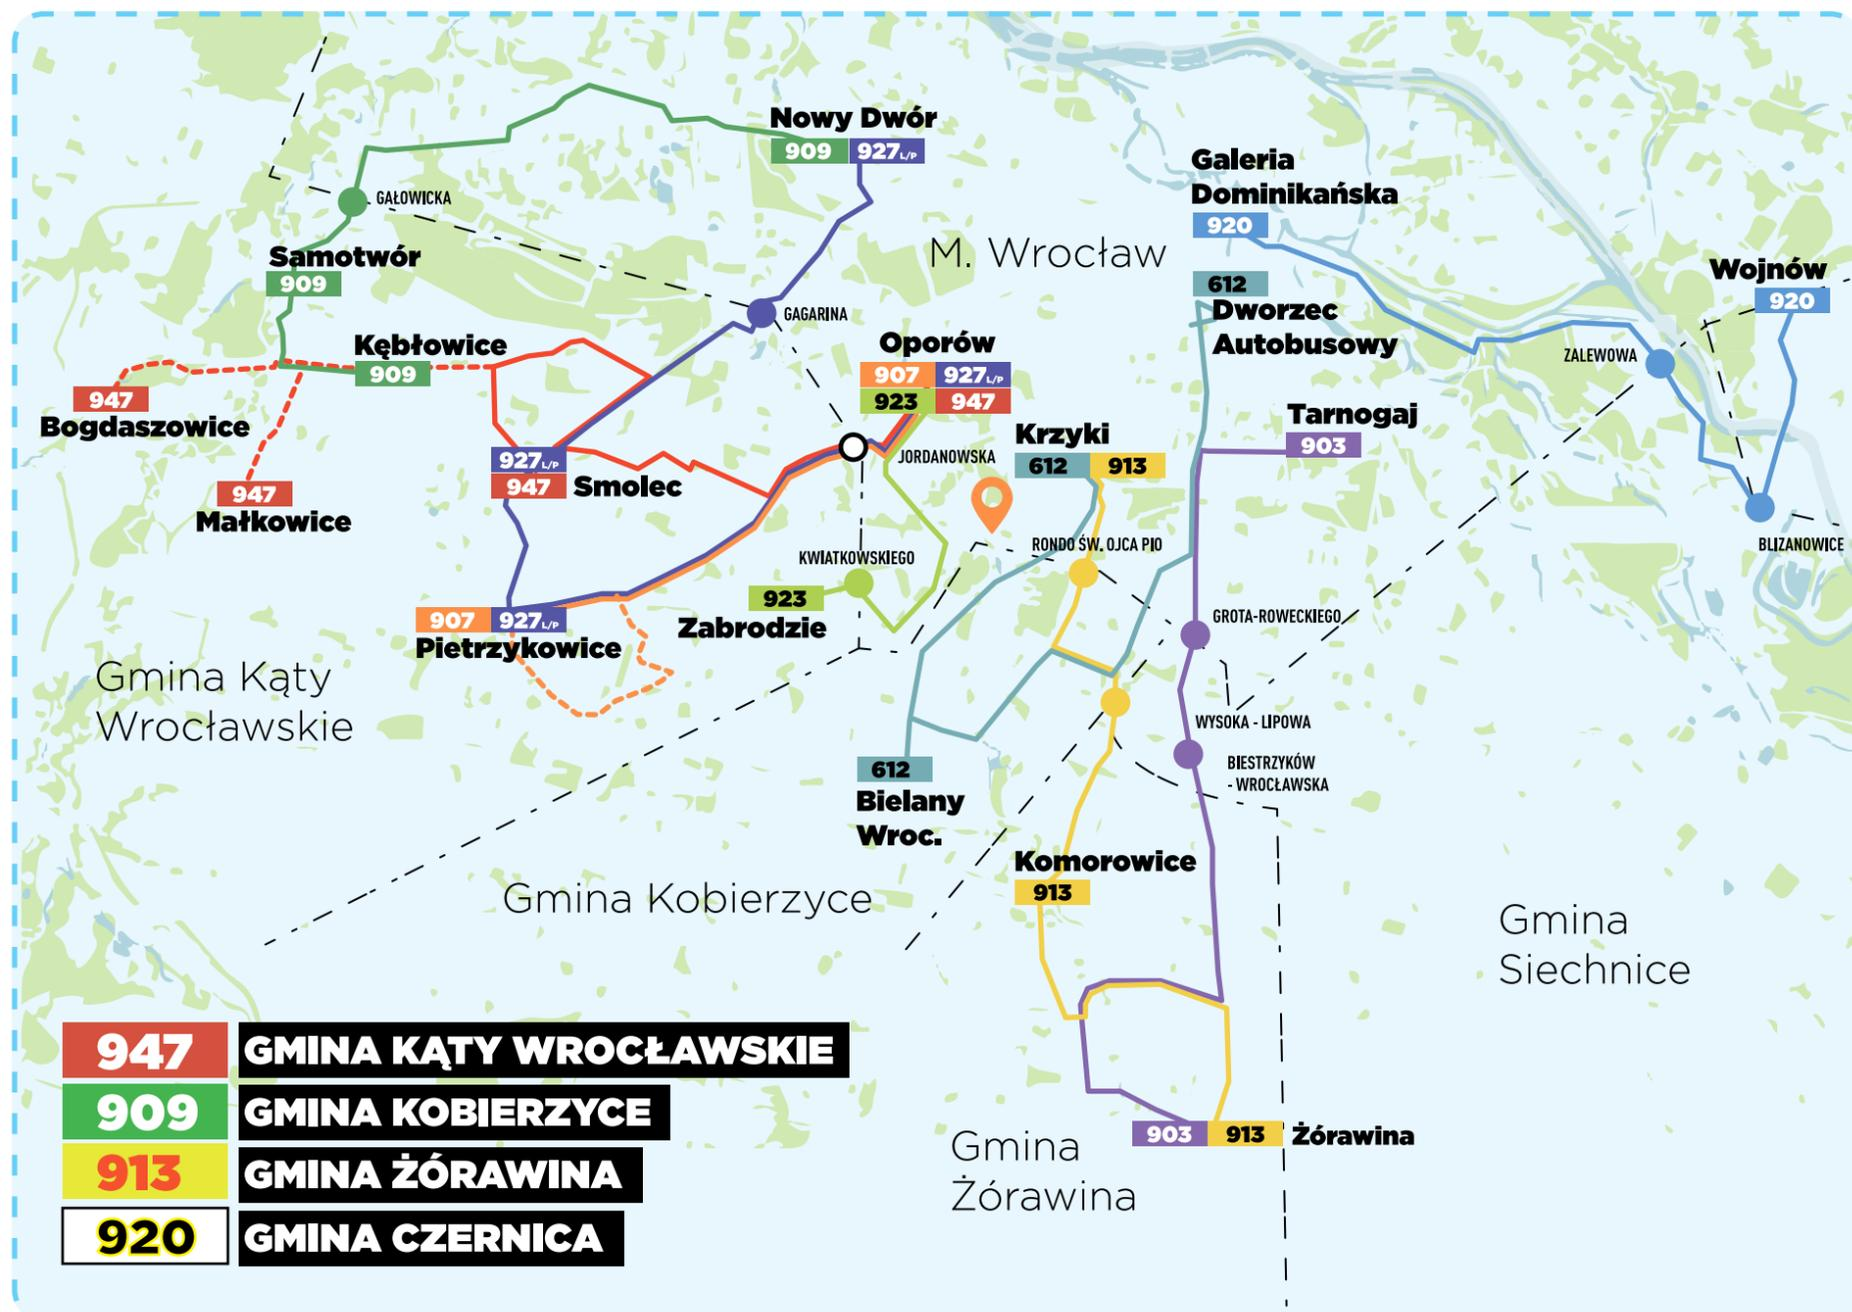 Nowy Dwór
909 927L/P
Galeria
Dominikańska
920
GAŁOWICKA
M. Wrocław
Samotwór
909
Wojnów
920
612
Dworzec
Autobusowy
GAGARINA
Kębłowice
909
Oporów
907 927L/P
923 947
ZALEWOWA
947
Bogdaszowice
Tarnogaj
903
Krzyki
612 913
JORDANOWSKA
927L/P
947 Smolec
947
Małkowice
RONDO ŚW. OJCA PIO
BLIZANOWICE
KWIATKOWSKIEGO
923
Zabrodzie
907 927L/P
Pietrzykowice
GROTA-ROWECKIEGO
Gmina Kąty
Wrocławskie
WYSOKA - LIPOWA
BIESTRZYKÓW
- WROCŁAWSKA
612
Bielany
Wroc.
Komorowice
913
Gmina Kobierzyce
Gmina
Siechnice
947 GMINA KĄTY WROCŁAWSKIE
909 GMINA KOBIERZYCE
913 GMINA ŻÓRAWINA
920 GMINA CZERNICA
903 913 Żórawina
Gmina
Żórawina